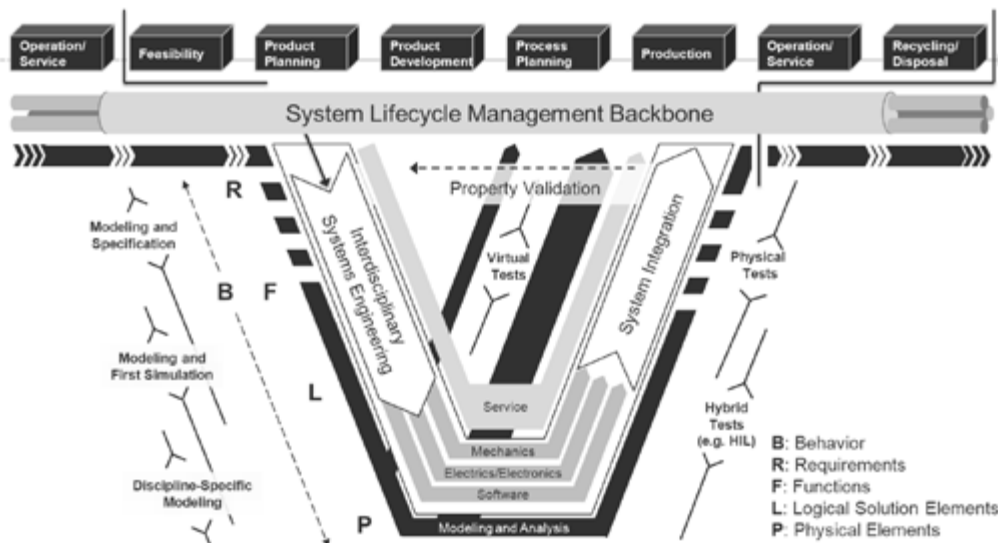 Operation/
Service
Feasibility
Product
Planning
Product
Development
Process
Planning
Production
Operation/
Service
Recycling/
Disposal
System Lifecycle Management Backbone
R
Property Validation
Modeling and
Specification
Interdisciplinary
Systems Engineering
Virtual
Tests
System Integration
Physical
Tests
B
F
Modeling and
First Simulation
L
Service
Hybrid
Tests
(e.g. HIL)
Mechanics
Electrics/Electronics
Software
Discipline-Specific
Modeling
P
Modeling and Analysis
B: Behavior
R: Requirements
F: Functions
L: Logical Solution Elements
P: Physical Elements